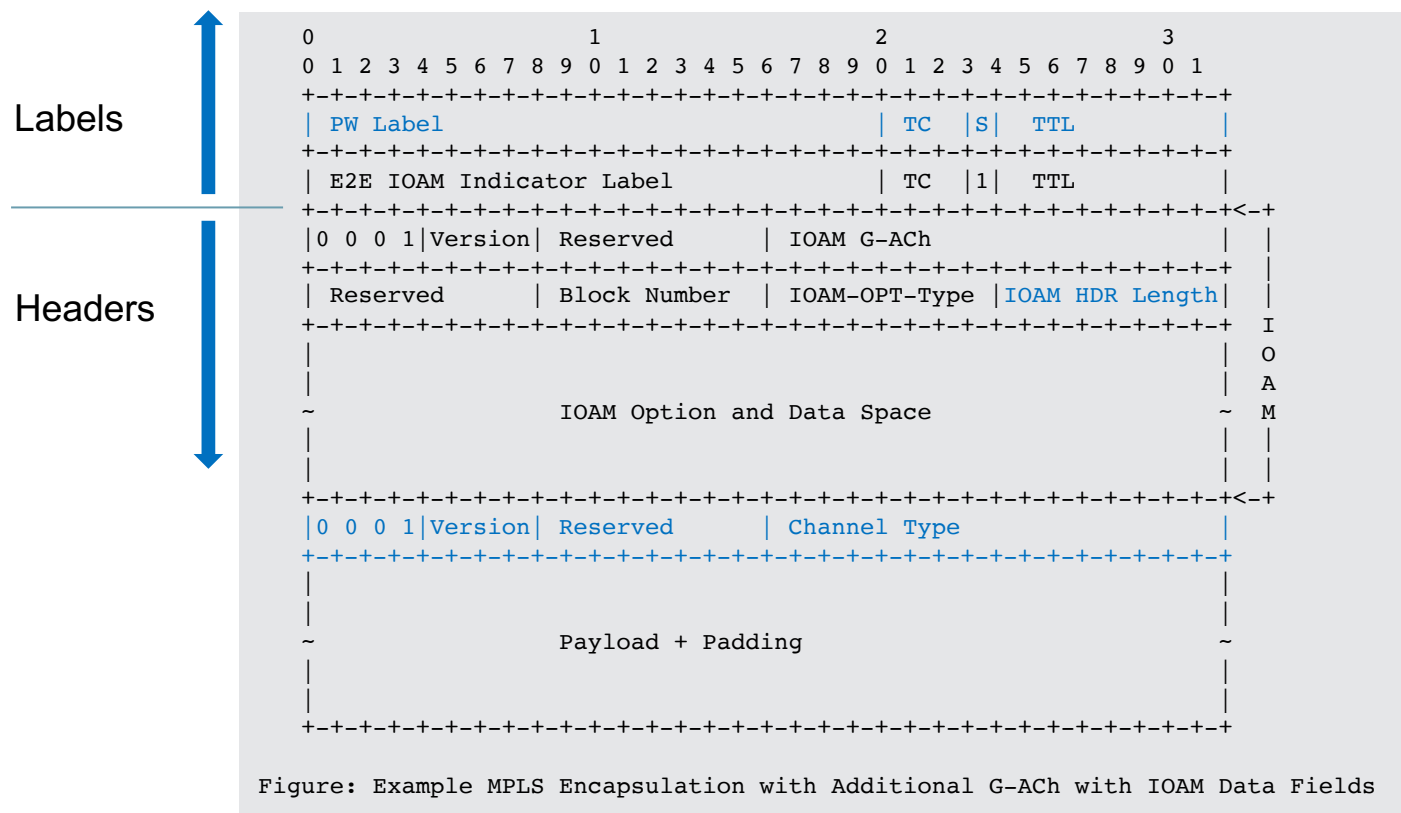 0                   1                   2                   3
0 1 2 3 4 5 6 7 8 9 0 1 2 3 4 5 6 7 8 9 0 1 2 3 4 5 6 7 8 9 0 1
+-+-+-+-+-+-+-+-+-+-+-+-+-+-+-+-+-+-+-+-+-+-+-+-+-+-+-+-+-+-+-+-+
Labels
| PW Label                              | TC  |S|  TTL          |
+-+-+-+-+-+-+-+-+-+-+-+-+-+-+-+-+-+-+-+-+-+-+-+-+-+-+-+-+-+-+-+-+
| E2E IOAM Indicator Label              | TC  |1|  TTL          |
+-+-+-+-+-+-+-+-+-+-+-+-+-+-+-+-+-+-+-+-+-+-+-+-+-+-+-+-+-+-+-+-+<-+
|0 0 0 1|Version| Reserved      | IOAM G-ACh                    |  |
+-+-+-+-+-+-+-+-+-+-+-+-+-+-+-+-+-+-+-+-+-+-+-+-+-+-+-+-+-+-+-+-+  |
Headers
| Reserved      | Block Number  | IOAM-OPT-Type |IOAM HDR Length|  |
+-+-+-+-+-+-+-+-+-+-+-+-+-+-+-+-+-+-+-+-+-+-+-+-+-+-+-+-+-+-+-+-+  I
|                                                               |  O
|                                                               |  A
~                 IOAM Option and Data Space                    ~  M
|                                                               |  |
|                                                               |  |
+-+-+-+-+-+-+-+-+-+-+-+-+-+-+-+-+-+-+-+-+-+-+-+-+-+-+-+-+-+-+-+-+<-+
|0 0 0 1|Version| Reserved      | Channel Type                  |
+-+-+-+-+-+-+-+-+-+-+-+-+-+-+-+-+-+-+-+-+-+-+-+-+-+-+-+-+-+-+-+-+
|                                                               |
|                                                               |
~                 Payload + Padding                             ~
|                                                               |
|                                                               |
+-+-+-+-+-+-+-+-+-+-+-+-+-+-+-+-+-+-+-+-+-+-+-+-+-+-+-+-+-+-+-+-+
Figure: Example MPLS Encapsulation with Additional G-ACh with IOAM Data Fields